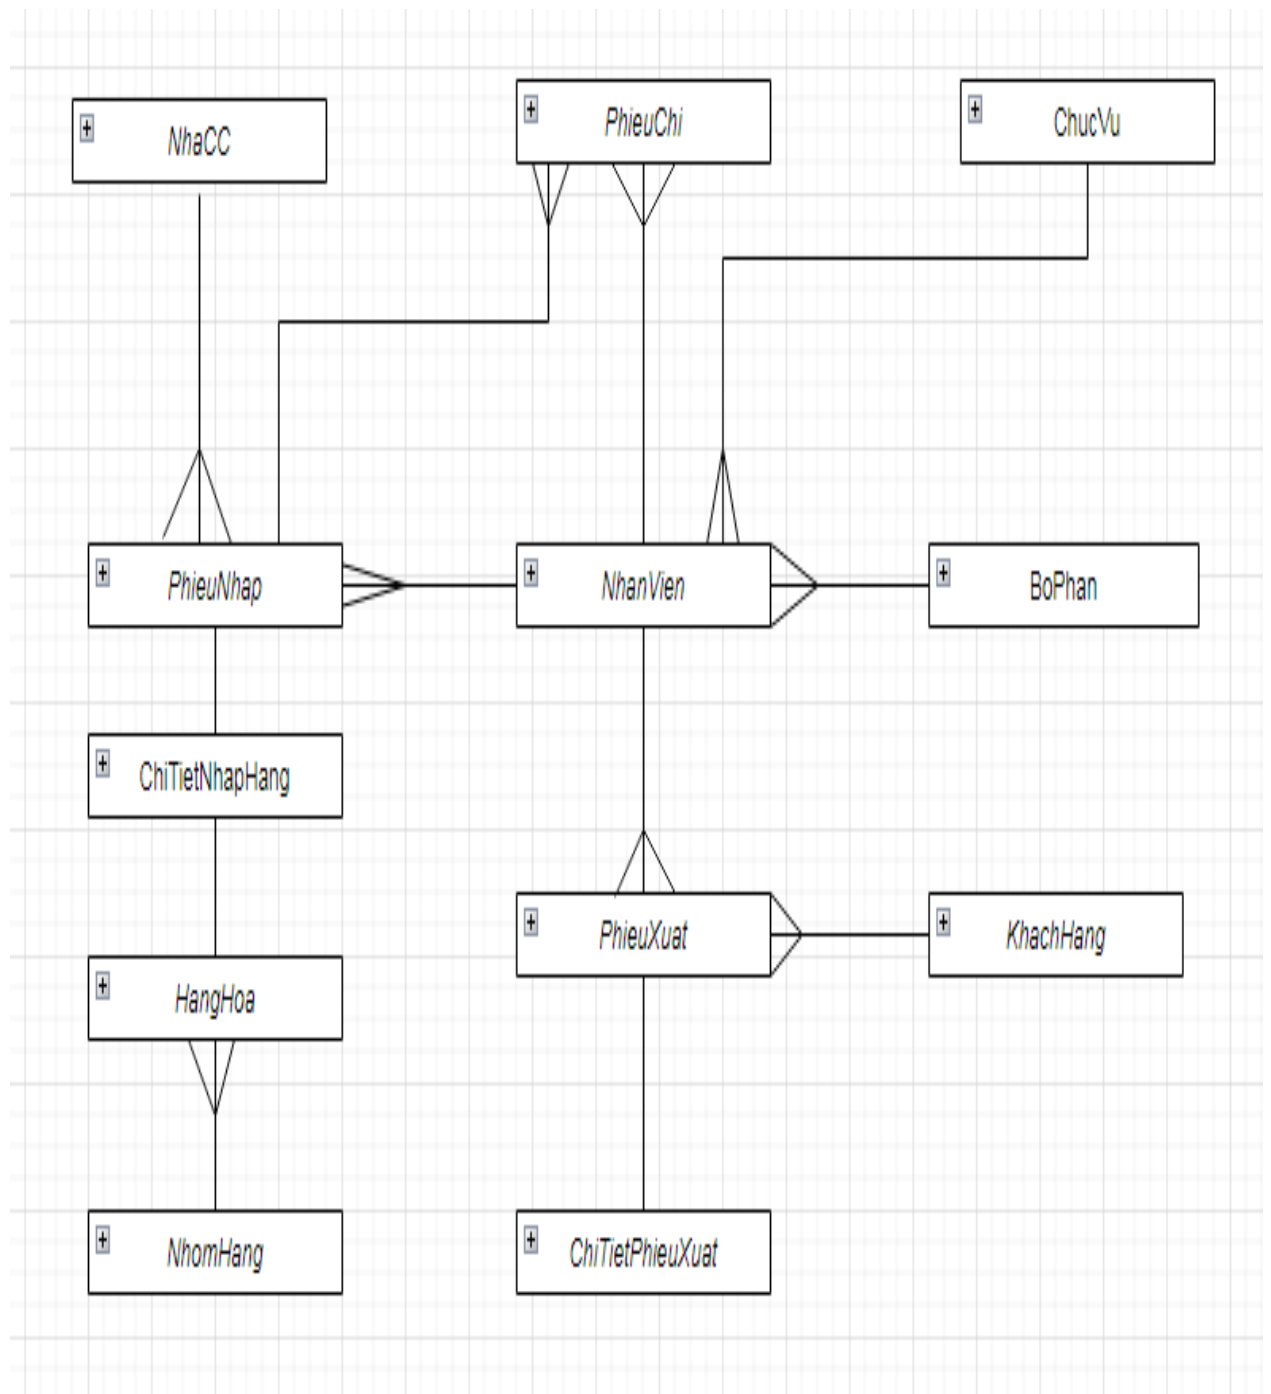 NhaCC
PhieuChi
ChucVu
PhieuNhap
NhanVien
BoPhan
ChiTietNhapHang
PhieuXuat
KhachHang
HangHoa
NhomHang
ChiTietPhieuXuat